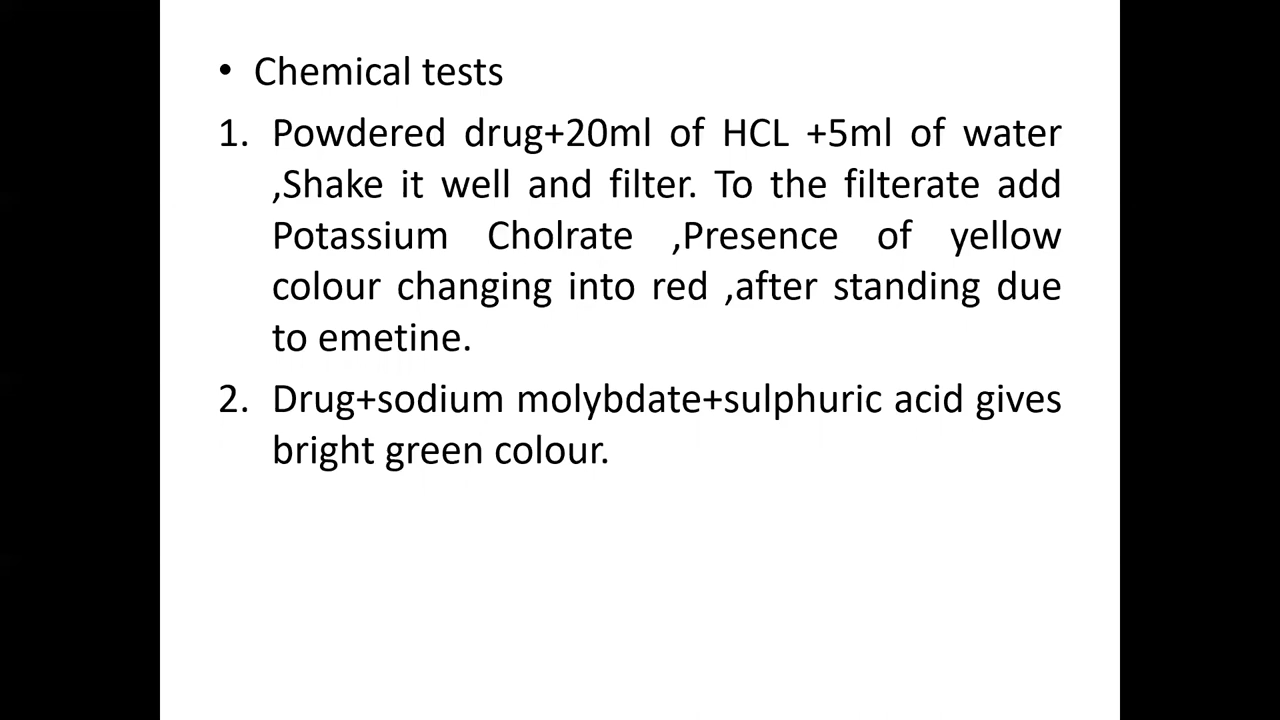 • Chemical tests
1. Powdered drug+20ml of HCL +5ml of water
,Shake it well and filter. To the filterate add
Potassium Cholrate ,Presence of yellow
colour changing into red ,after standing due
to emetine.
2. Drug+sodium molybdate+sulphuric acid gives
bright green colour.